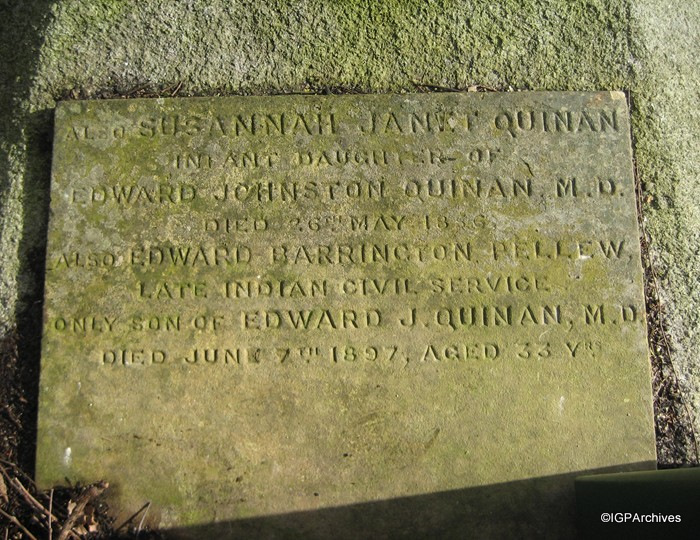 ALSO SUSANNAH JANET QUINAN
INFANT DAUGHTER OF
EDWARD JOHNSTON QUINAN, M.D.
DIED 26TH MAY
ALSO EDWARD BARRINGTON PELLEW,
LATE INDIAN CIVIL SERVICE
ONLY SON OF EDWARD J. QUINAN, M.D.
DIED JUNE 7TH 1897, AGED 33 YRS
©IGPArchives